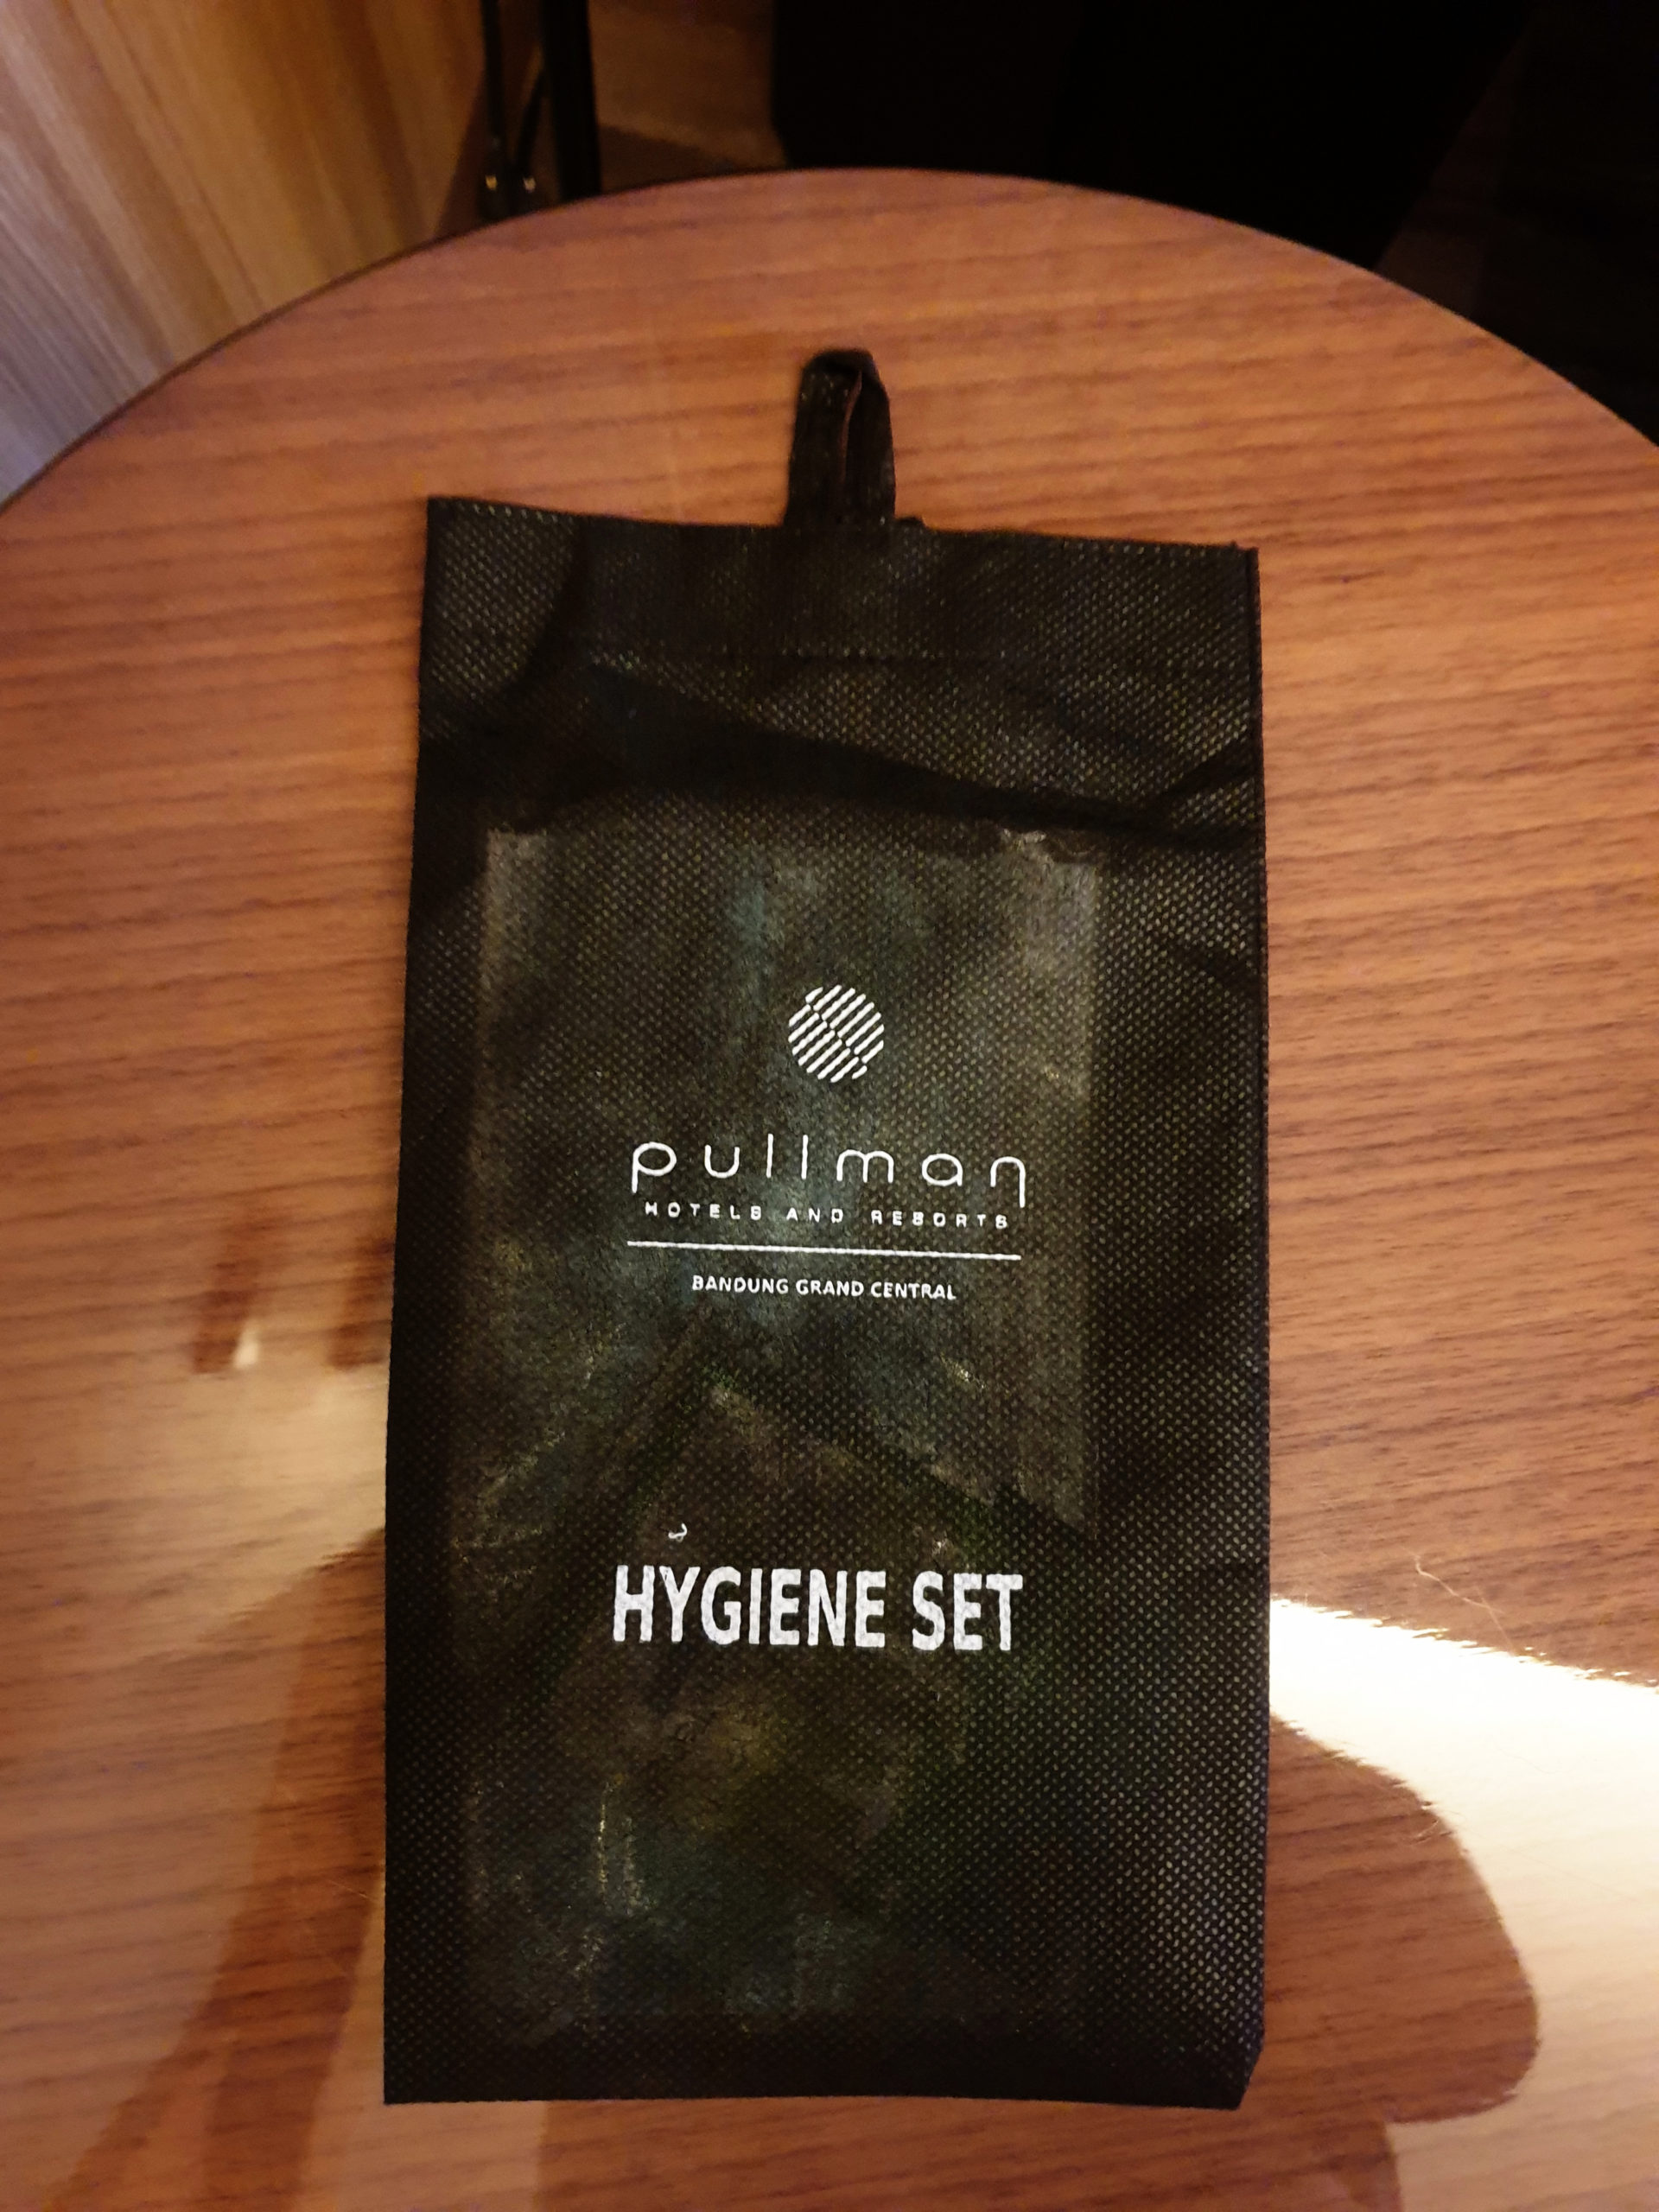 pullman
HOTELS AND RESORTS
BANDUNG GRAND CENTRAL
HYGIENE SET